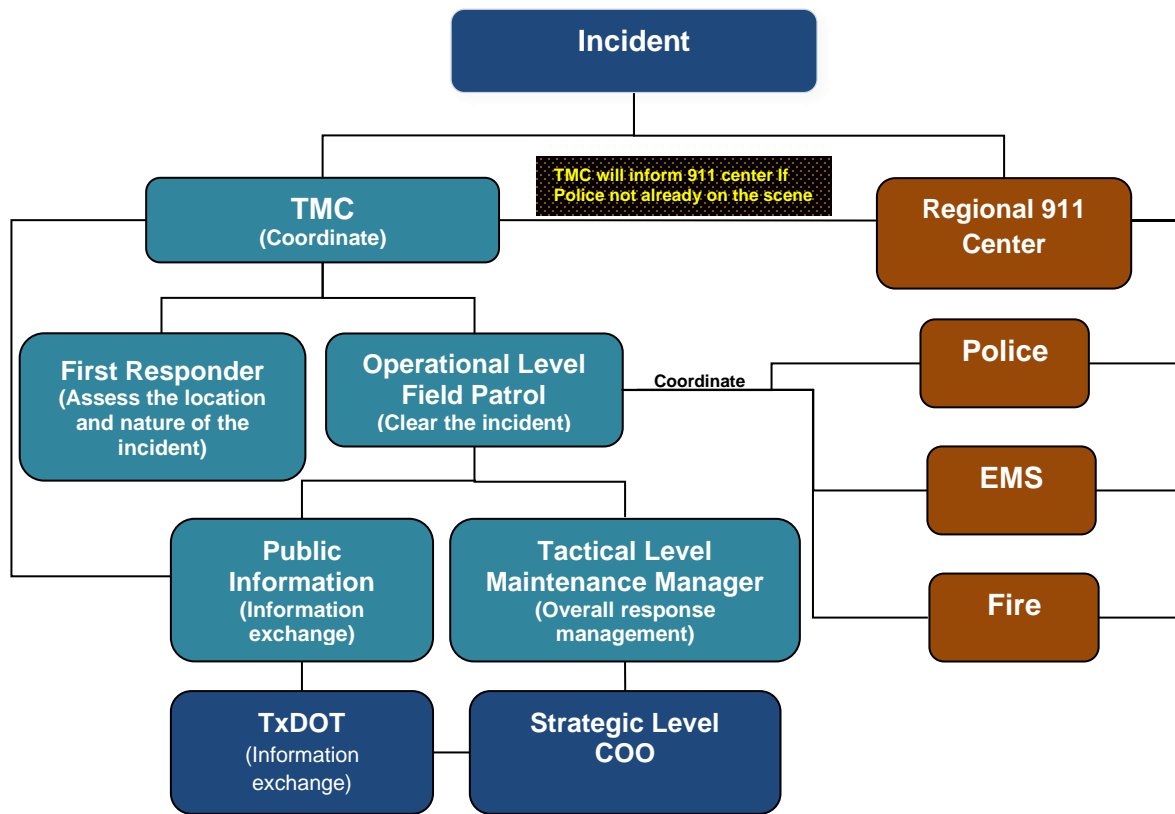 Incident
TMC will inform 911 center If
Police not already on the scene
TMC
(Coordinate)
Regional 911
Center
First Responder
(Assess the location
and nature of the
incident)
Operational Level
Field Patrol
(Clear the incident)
Coordinate
Police
EMS
Public
Information
(Information
exchange)
Tactical Level
Maintenance Manager
(Overall response
management)
Fire
TxDOT
(Information
exchange)
Strategic Level
COO